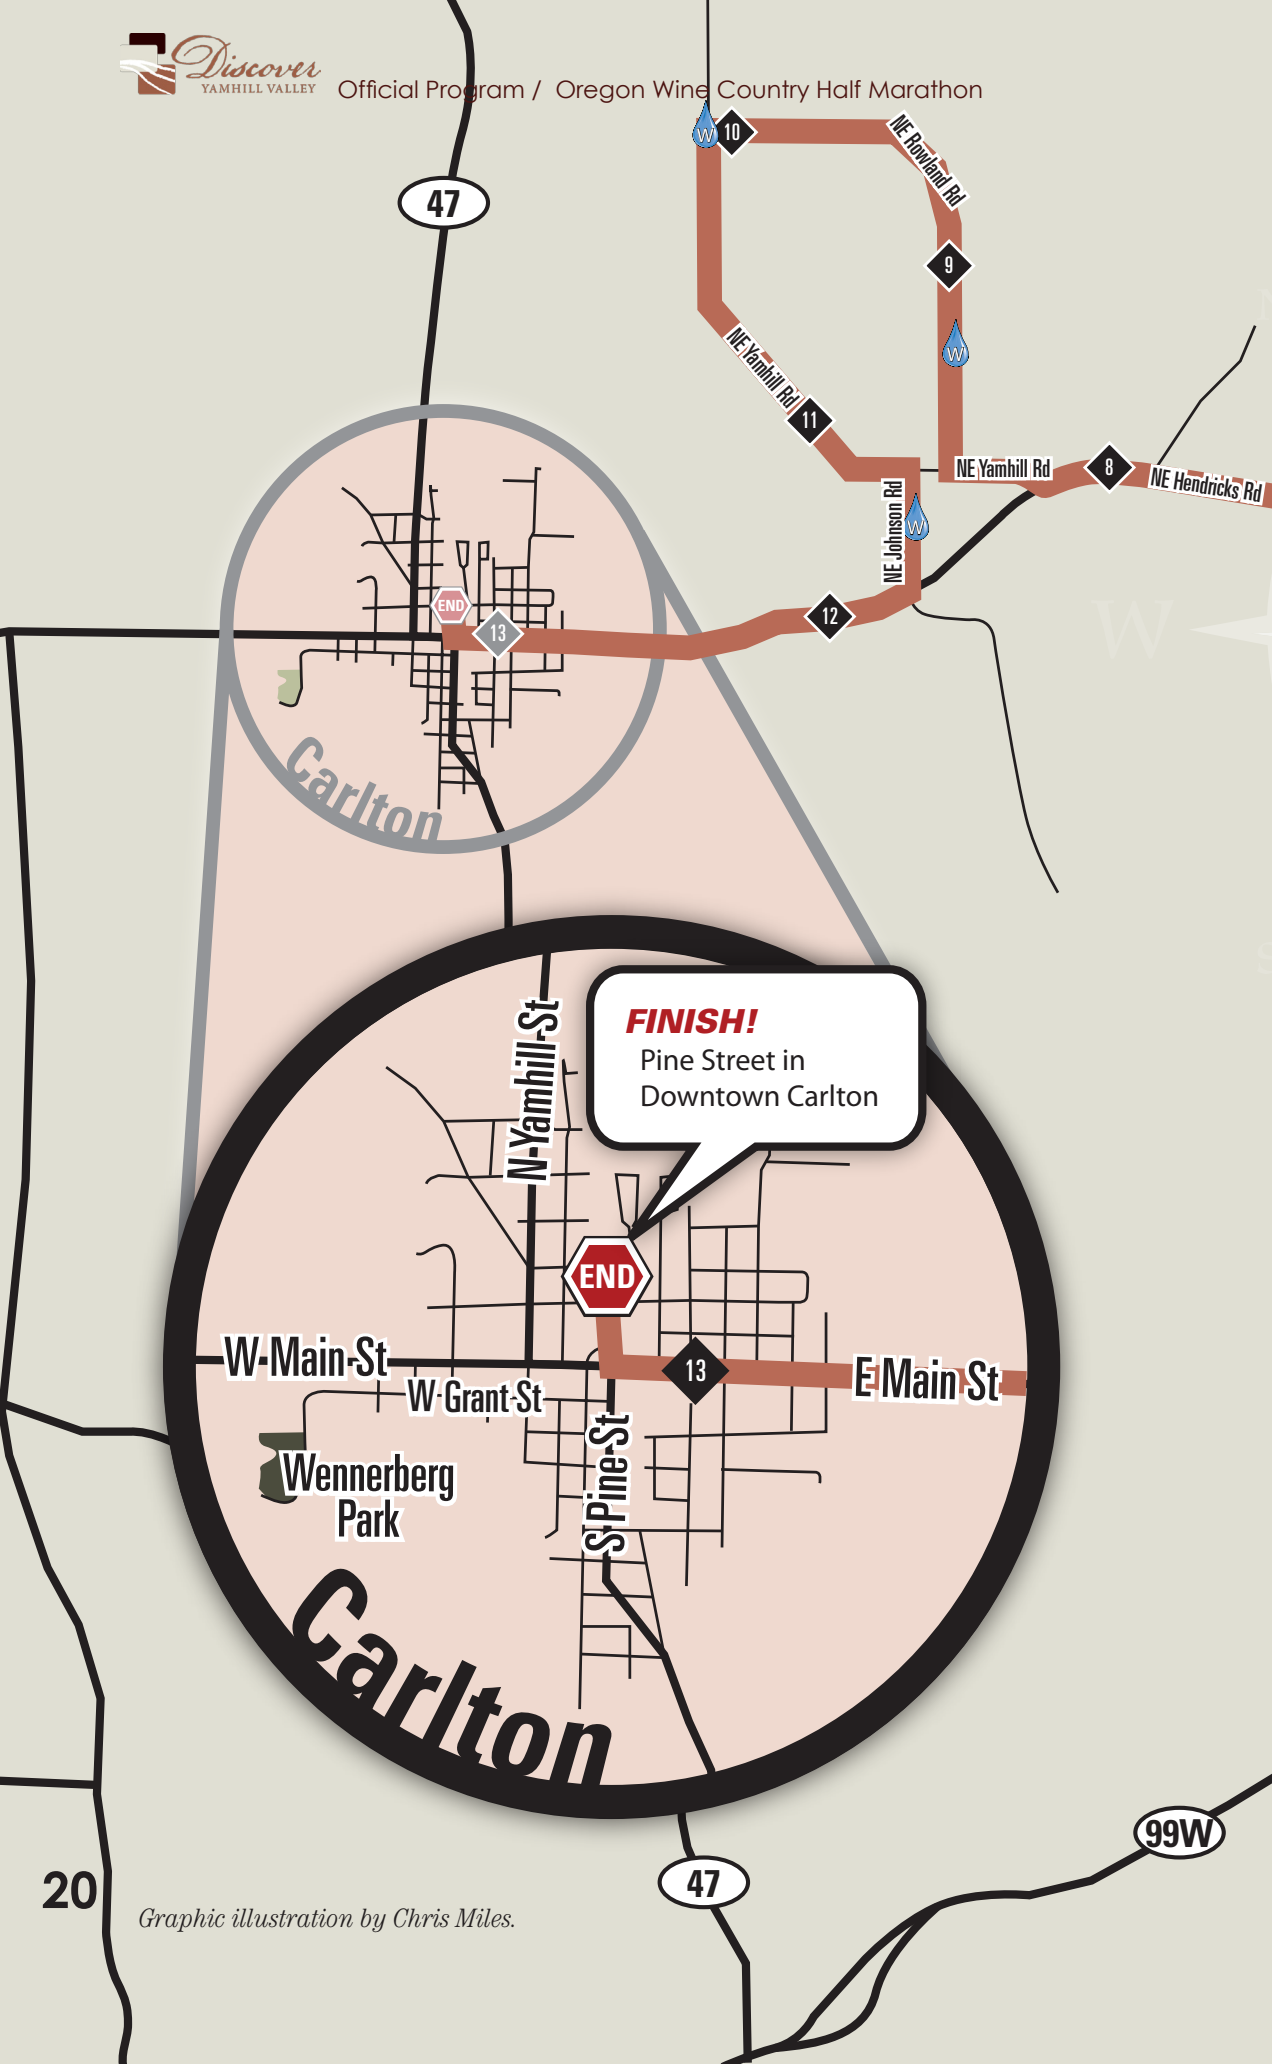 Discover
YAMHILL VALLEY
Official Program / Oregon Wine Country Half Marathon
W
10
NE Rowland Rd
47
9
W
NE Yamhill Rd
11
NE Yamhill Rd
8
NE Hendricks Rd
NE Johnson Rd
W
END
13
12
W
Carlton
S
N Yamhill St
FINISH!
Pine Street in
Downtown Carlton
END
W Main St
13
E Main St
W Grant St
S Pine St
Wennerberg
Park
Carlton
99W
47
20
Graphic illustration by Chris Miles.